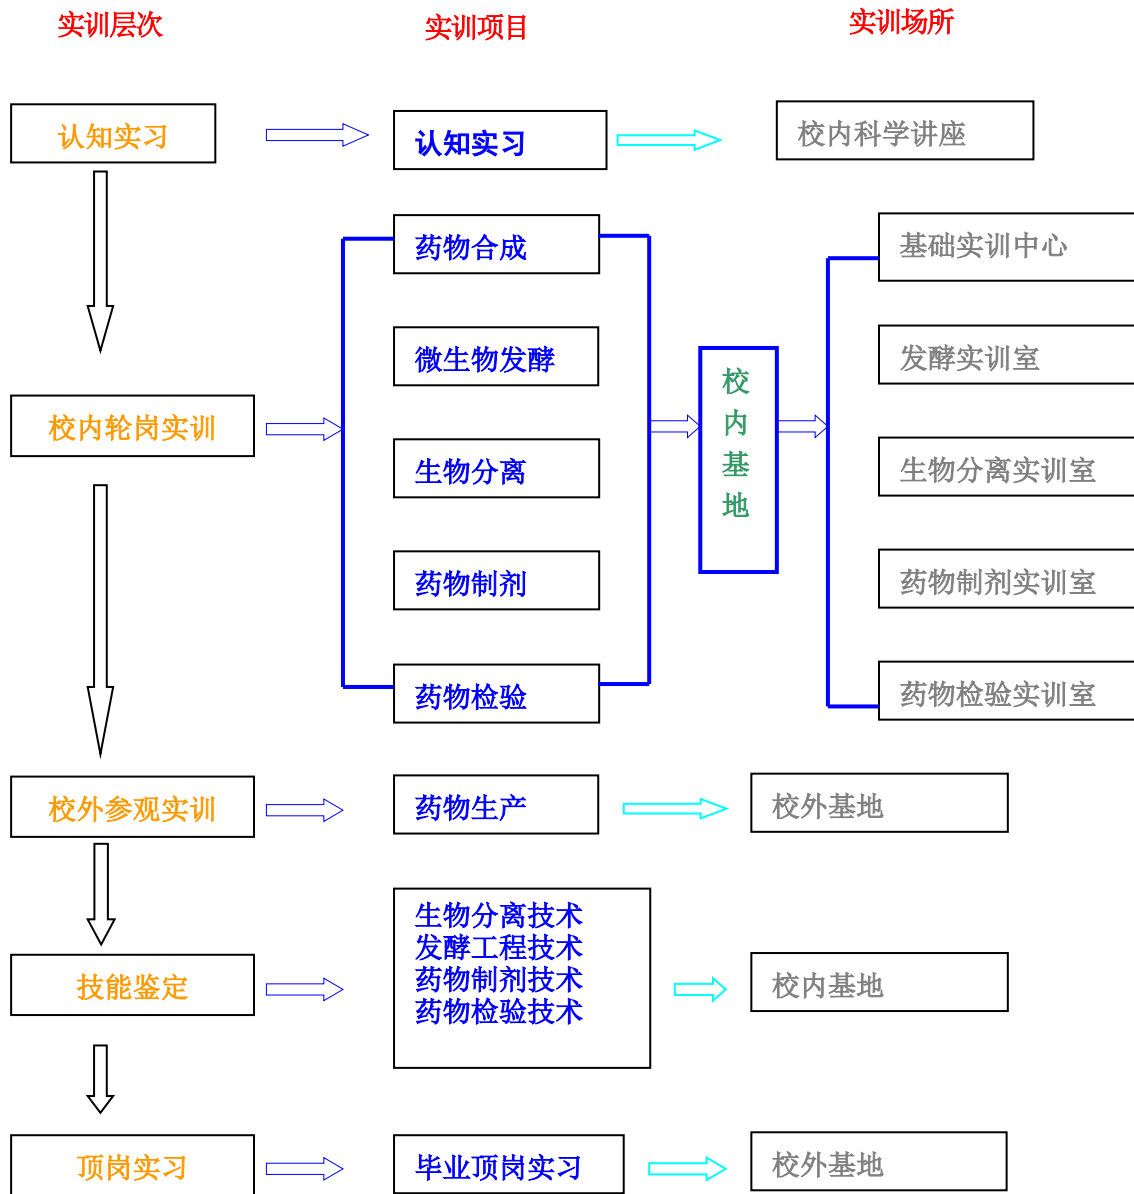 实训层次
实训项目
实训场所
认知实习
认知实习
校内科学讲座
药物合成
基础实训中心
微生物发酵
发酵实训室
校内轮岗实训
校
内
基
地
生物分离
生物分离实训室
药物制剂
药物制剂实训室
药物检验
药物检验实训室
校外参观实训
药物生产
校外基地
技能鉴定
生物分离技术
发酵工程技术
药物制剂技术
药物检验技术
校内基地
顶岗实习
毕业顶岗实习
校外基地